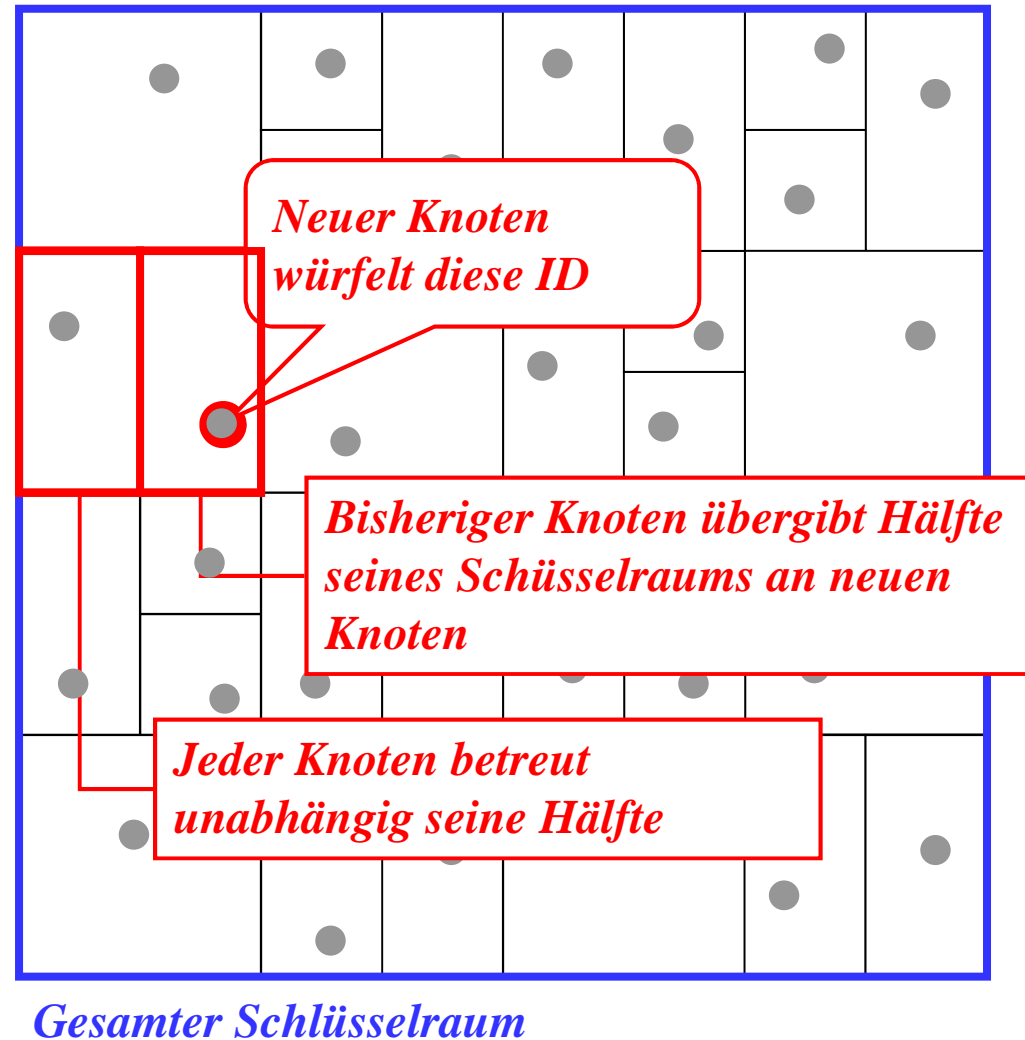 Neuer Knoten
würfelt diese ID
Bisheriger Knoten übergibt Hälfte
seines Schüsselraums an neuen
Knoten
Jeder Knoten betreut
unabhängig seine Hälfte
Gesamter Schlüsselraum